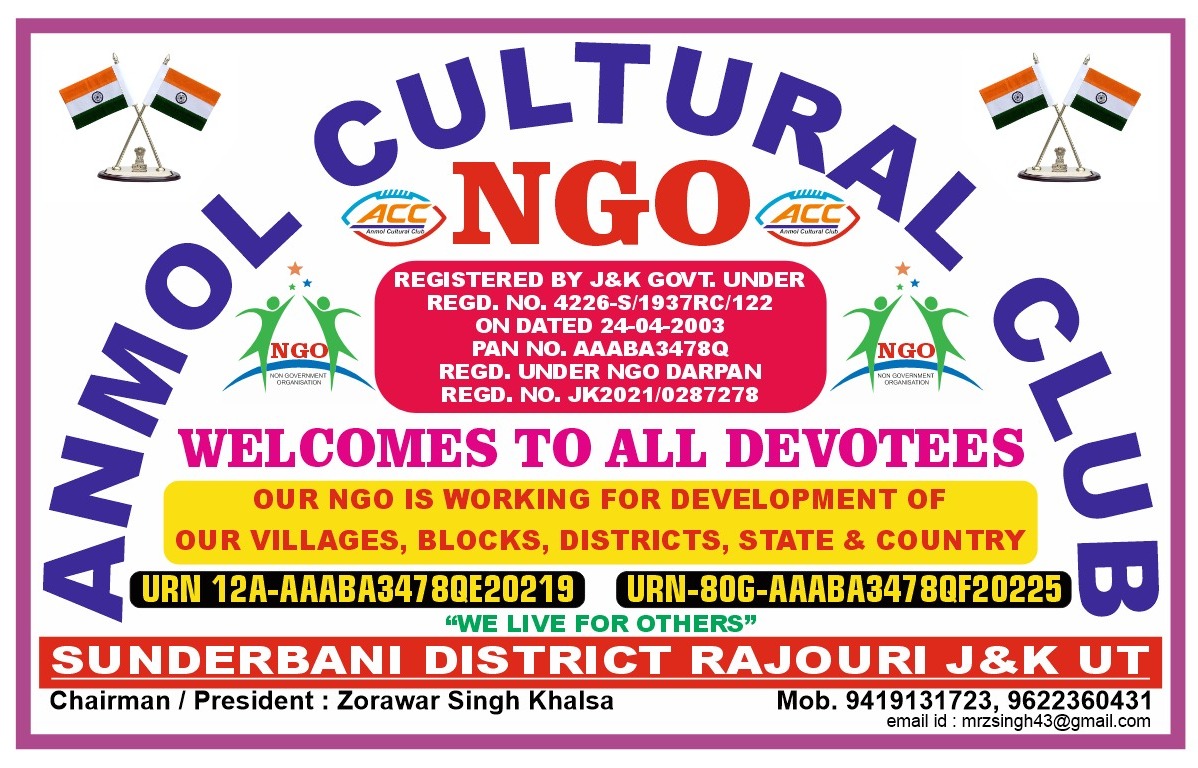 ANMOL CULTURAL CLUB
NGO
ACC
Anmol Cultural Club
ACC
Anmol Cultural Club
REGISTERED BY J&K GOVT. UNDER
REGD. NO. 4226-S/1937RC/122
ON DATED 24-04-2003
PAN NO. AAABA3478Q
REGD. UNDER NGO DARPAN
REGD. NO. JK2021/0287278
NGO
NON GOVERNMENT
ORGANISATION
NGO
NON GOVERNMENT
ORGANISATION
WELCOMES TO ALL DEVOTEES
OUR NGO IS WORKING FOR DEVELOPMENT OF
OUR VILLAGES, BLOCKS, DISTRICTS, STATE & COUNTRY
URN 12A-AAABA3478QE20219 URN-80G-AAABA3478QF20225
“WE LIVE FOR OTHERS”
SUNDERBANI DISTRICT RAJOURI J&K UT
Chairman / President : Zorawar Singh Khalsa Mob. 9419131723, 9622360431
email id : mrzsingh43@gmail.com